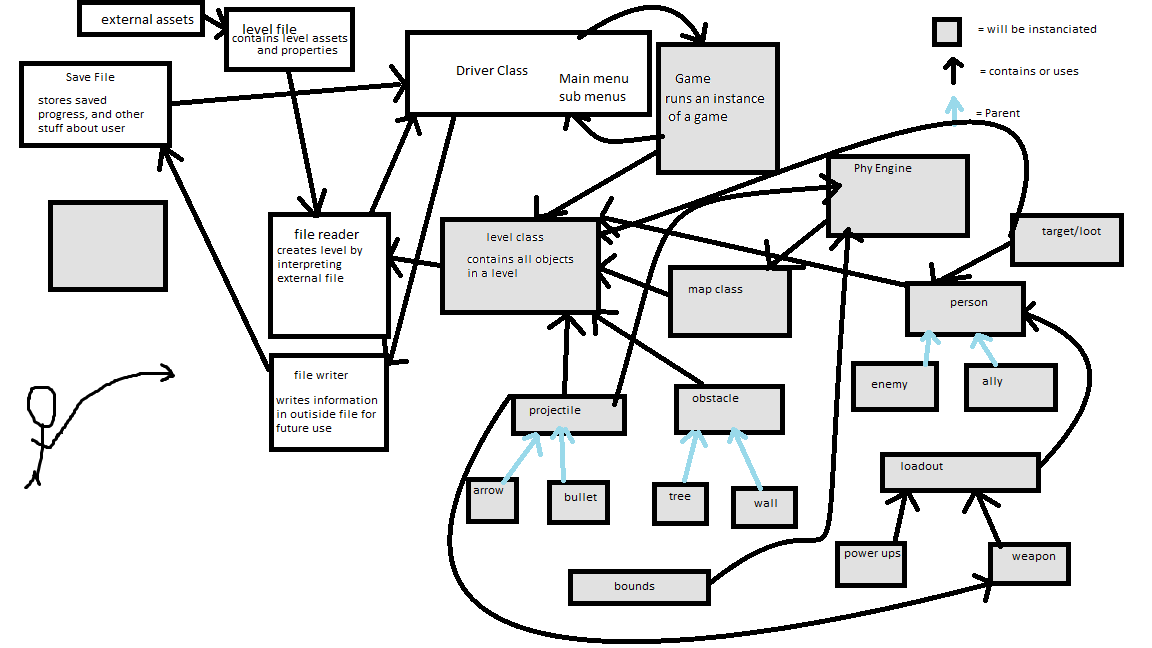 external assets
level file
contains level assets
and properties
Save File
stores saved
progress, and other
stuff about user
Driver Class
Main menu
sub menus
Game
runs an instance
of a game
= will be instanciated
= contains or uses
= Parent
Phy Engine
target/loot
file reader
creates level by
interpreting
external file
level class
contains all objects
in a level
map class
person
enemy
ally
file writer
writes information
in outiside file for
future use
projectile
obstacle
arrow
bullet
tree
wall
loadout
power ups
weapon
bounds